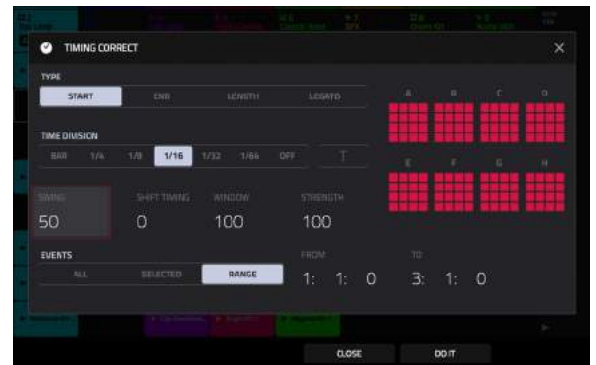 TIMING CORRECT
TYPE
START END LENGTH LEGATO
A B C D
TIME DIVISION
BAR 1/4 1/8 1/16 1/32 1/64 OFF T
E F G H
SWING SHIFT TIMING WINDOW STRENGTH
50 0 100 100
EVENTS FROM TO
ALL SELECTED RANGE
1: 1: 0 3: 1: 0
CLOSE DO IT